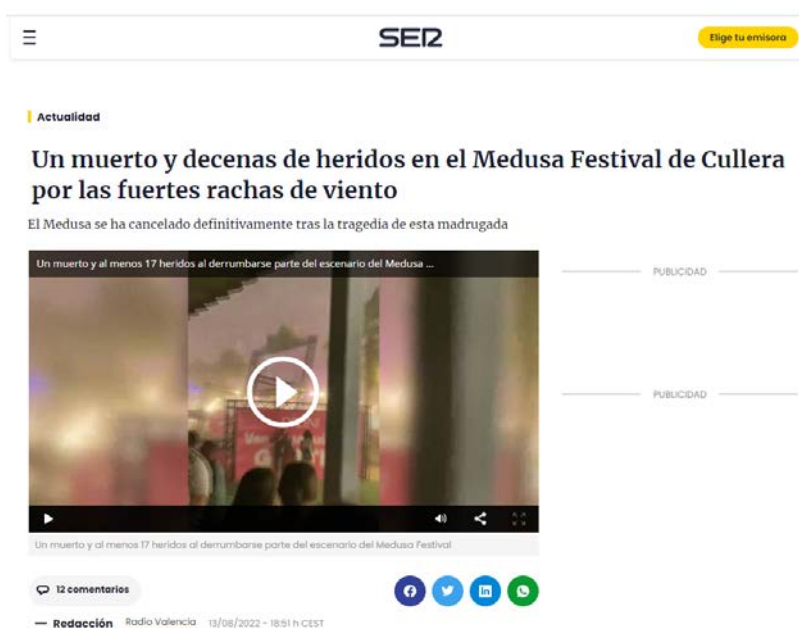 SER
Elige tu emisora
Actualidad
Un muerto y decenas de heridos en el Medusa Festival de Cullera
por las fuertes rachas de viento
El Medusa se ha cancelado definitivamente tras la tragedia de esta madrugada
Un muerto y al menos 17 heridos al derrumbarse parte del escenario del Medusa ...
PUBLICIDAD
PUBLICIDAD
Un muerto y al menos 17 heridos al derrumbarse parte del escenario del Medusa Festival
12 comentarios
in
— Redacción Radio Valencia 13/08/2022 - 18:51 h CEST